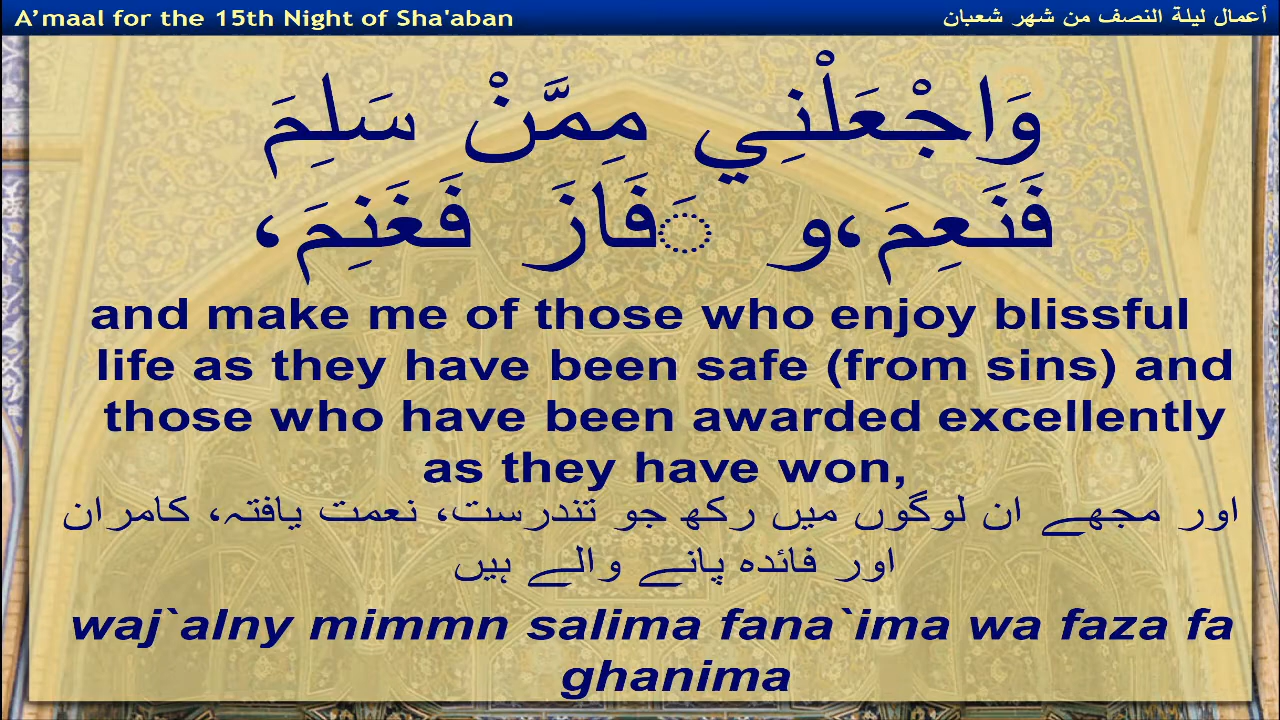 A’maal for the 15th Night of Sha'aban
أعمال ليلة النصف من شهر شعبان
وَاِجْعَلْنِي مِمَّنْ سَلِمَ
فَنَعِمَ،و َفَازَ فَغَنِمَ،
and make me of those who enjoy blissful
life as they have been safe (from sins) and
those who have been awarded excellently
as they have won,
اور مجھے ان لوگوں میں رکھ جو تندرست، نعمت یافتہ، کامران
اور فائدہ پانے والے ہیں
waj`alny mimmn salima fana`ima wa faza fa
ghanima